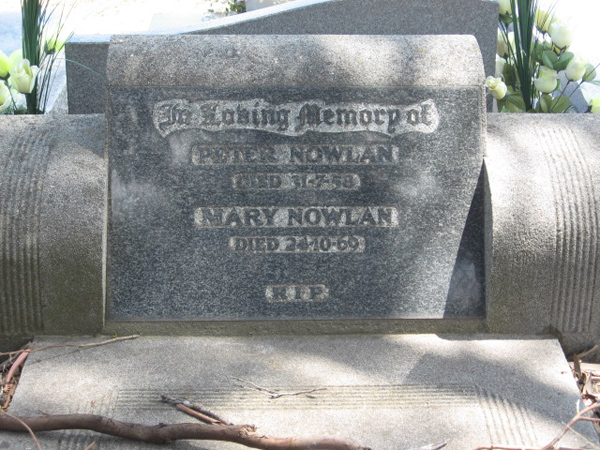 In Loving Memory of
PETER NOWLAN
DIED 31-7-58
MARY NOWLAN
DIED 24-10-69
R I P